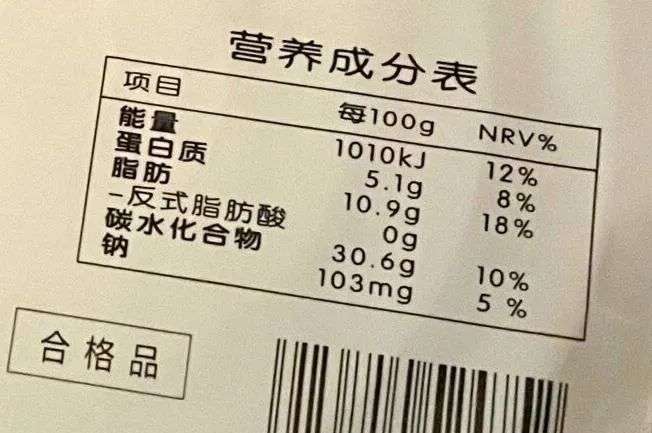 营养成分表
项目 每100g NRV%
能量 1010kJ 12%
蛋白质 5.1g 8%
脂肪 10.9g 18%
-反式脂肪酸 0g
碳水化合物 30.6g 10%
钠 103mg 5%
合格品